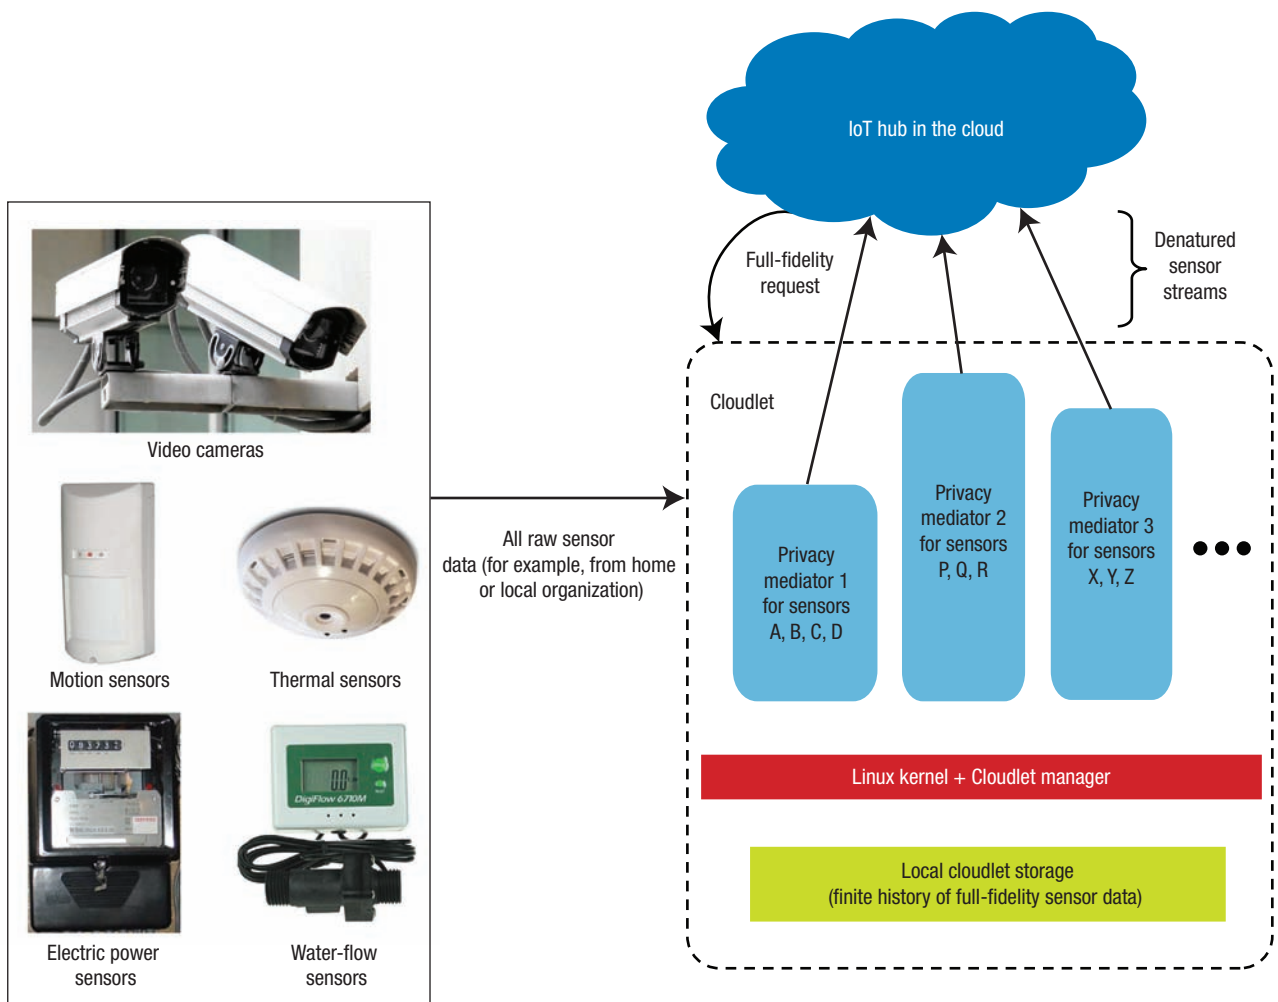 IoT hub in the cloud
Full-fidelity
request
Denatured
sensor
streams
Video cameras
Motion sensors
Thermal sensors
DigiFlow 6710M
0.0
Electric power
sensors
Water-flow
sensors
All raw sensor
data (for example, from home
or local organization)
Cloudlet
Privacy
mediator 1
for sensors
A, B, C, D
Privacy
mediator 2
for sensors
P, Q, R
Privacy
mediator 3
for sensors
X, Y, Z
Linux kernel + Cloudlet manager
Local cloudlet storage
(finite history of full-fidelity sensor data)